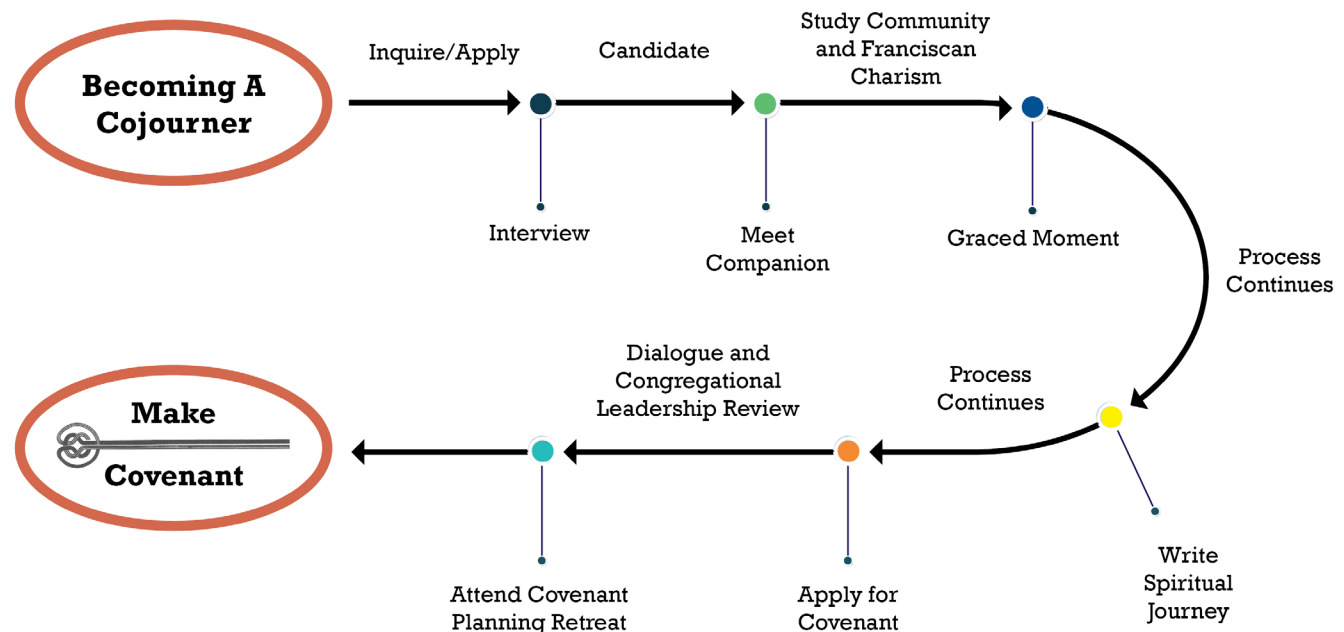 Becoming A
Cojourner
Inquire/Apply
Candidate
Study Community
and Franciscan
Charism
Interview
Meet
Companion
Graced Moment
Process
Continues
Write
Spiritual
Journey
Process
Continues
Apply for
Covenant
Dialogue and
Congregational
Leadership Review
Attend Covenant
Planning Retreat
Make
Covenant